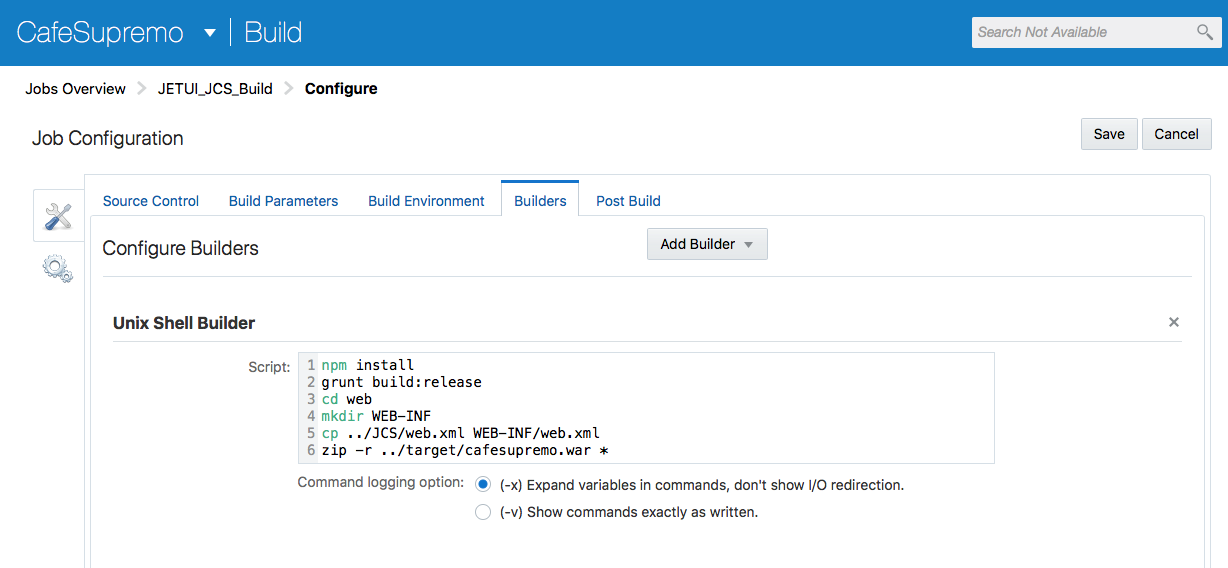 CafeSupremo Build Search Not Available
Jobs Overview JETUI_JCS_Build Configure
Job Configuration Save Cancel
Source Control Build Parameters Build Environment Builders Post Build
Configure Builders Add Builder
Unix Shell Builder
Script: 1 npm install
2 grunt build:release
3 cd web
4 mkdir WEB-INF
5 cp ../JCS/web.xml WEB-INF/web.xml
6 zip -r ../target/cafesupremo.war *
Command logging option: (-x) Expand variables in commands, don't show I/O redirection.
(-v) Show commands exactly as written.